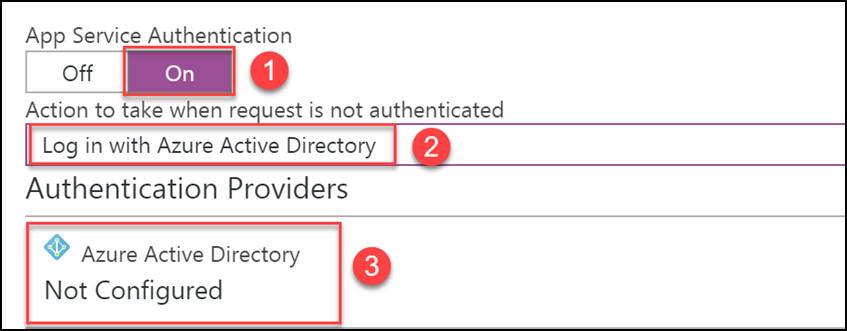 App Service Authentication
Off On 1
Action to take when request is not authenticated
Log in with Azure Active Directory 2
Authentication Providers
Azure Active Directory
3
Not Configured